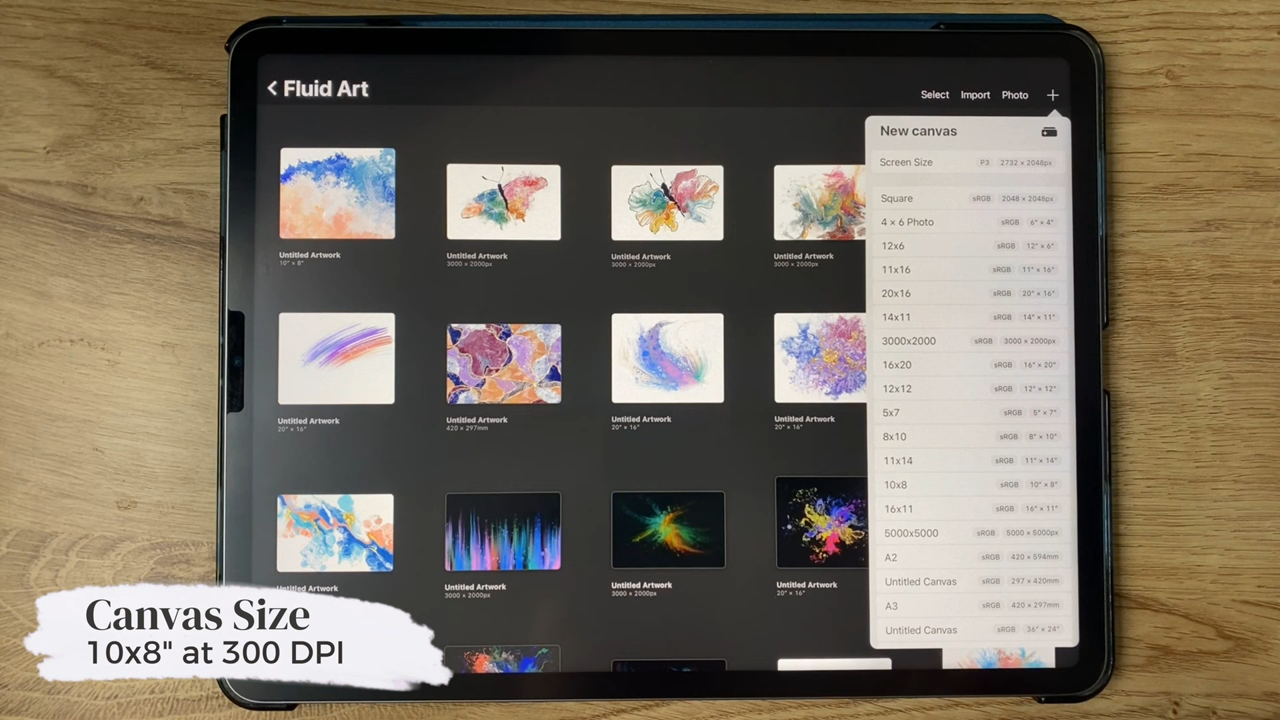 Fluid Art
Select Import Photo
New canvas
Screen Size P3 2732 × 2048px
Square sRGB 2048 × 2048px
4 × 6 Photo sRGB 6" × 4"
12x6 sRGB 12" × 6"
11x16 sRGB 11" × 16"
20x16 sRGB 20" × 16"
14x11 sRGB 14" × 11"
3000x2000 sRGB 3000 × 2000px
16x20 sRGB 16" × 20"
12x12 sRGB 12" × 12"
5x7 sRGB 5" × 7"
8x10 sRGB 8" × 10"
11x14 sRGB 11" × 14"
10x8 sRGB 10" × 8"
16x11 sRGB 16" × 11"
5000x5000 sRGB 5000 × 5000px
A2 sRGB 420 × 594mm
Untitled Canvas sRGB 297 × 420mm
A3 sRGB 420 × 297mm
Untitled Canvas sRGB 36" × 24"
Untitled Artwork
10" × 8"
Untitled Artwork
3000 × 2000px
Untitled Artwork
3000 × 2000px
Untitled Artwork
3000 × 2000px
Untitled Artwork
20" × 16"
Untitled Artwork
420 × 297mm
Untitled Artwork
20" × 16"
Untitled Artwork
20" × 16"
Untitled Artwork
Untitled Artwork
3000 × 2000px
Untitled Artwork
3000 × 2000px
Untitled Artwork
20" × 16"
Canvas Size
10x8" at 300 DPI